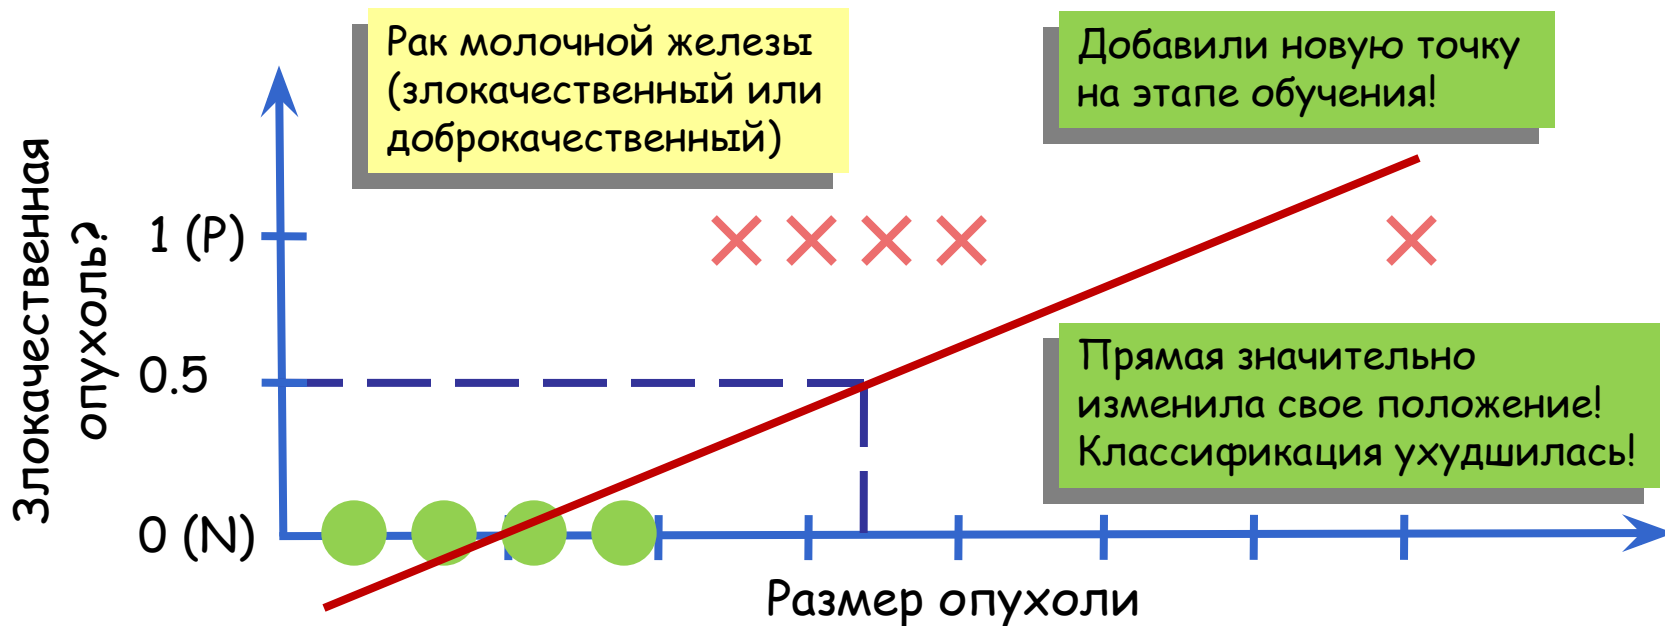 Рак молочной железы
(злокачественный или
доброкачественный)
Добавили новую точку
на этапе обучения!
Злокачественная
опухоль?
1 (P)
0.5
0 (N)
Прямая значительно
изменила свое положение!
Классификация ухудшилась!
Размер опухоли